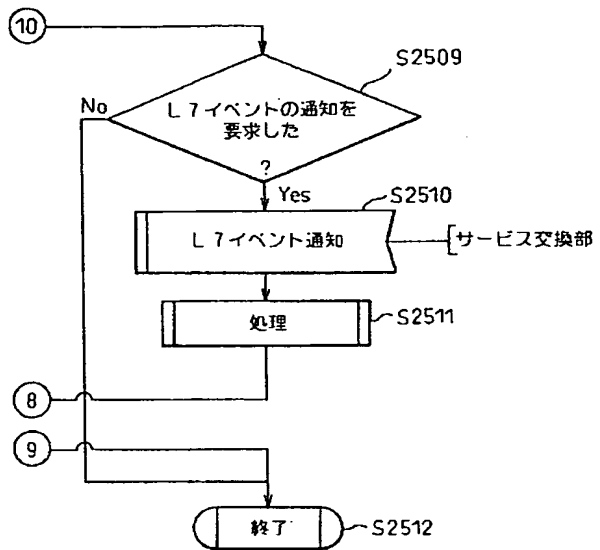 10
S2509
No
L7イベントの通知を
要求した
?
Yes
S2510
L7イベント通知
サービス交換部
処理
S2511
8
9
終了
S2512